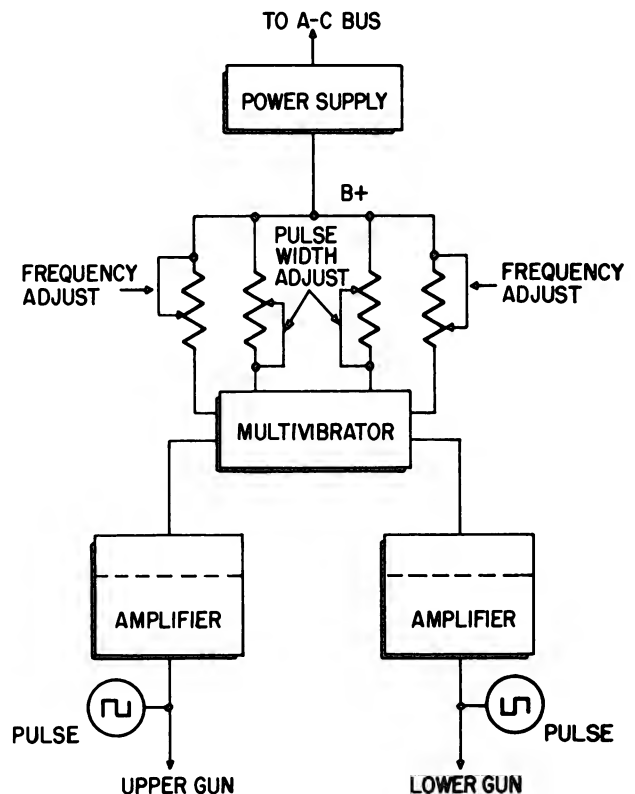 TO A-C BUS
POWER SUPPLY
B+
PULSE
WIDTH
ADJUST
FREQUENCY
ADJUST
FREQUENCY
ADJUST
MULTIVIBRATOR
AMPLIFIER
AMPLIFIER
PULSE
PULSE
UPPER GUN
LOWER GUN